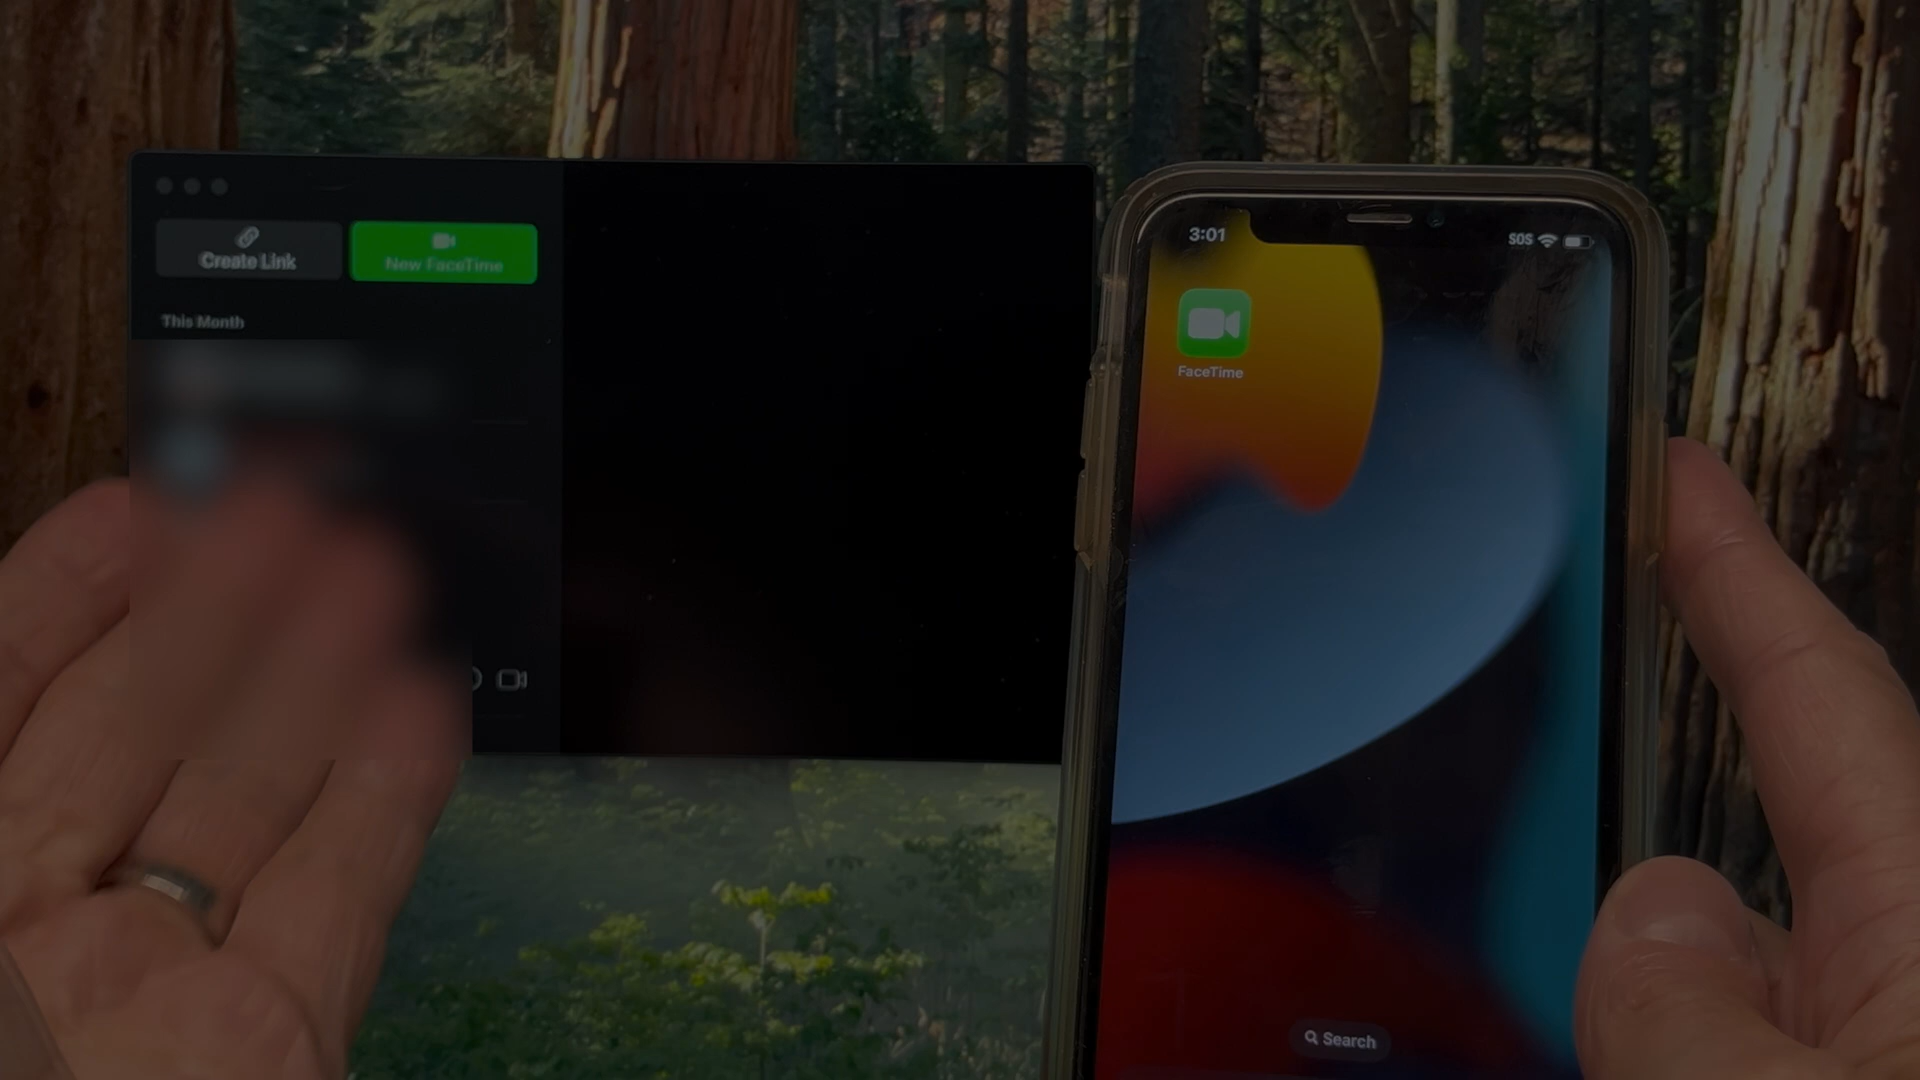 Create Link
New FaceTime
This Month
3:01
SOS
FaceTime
Search